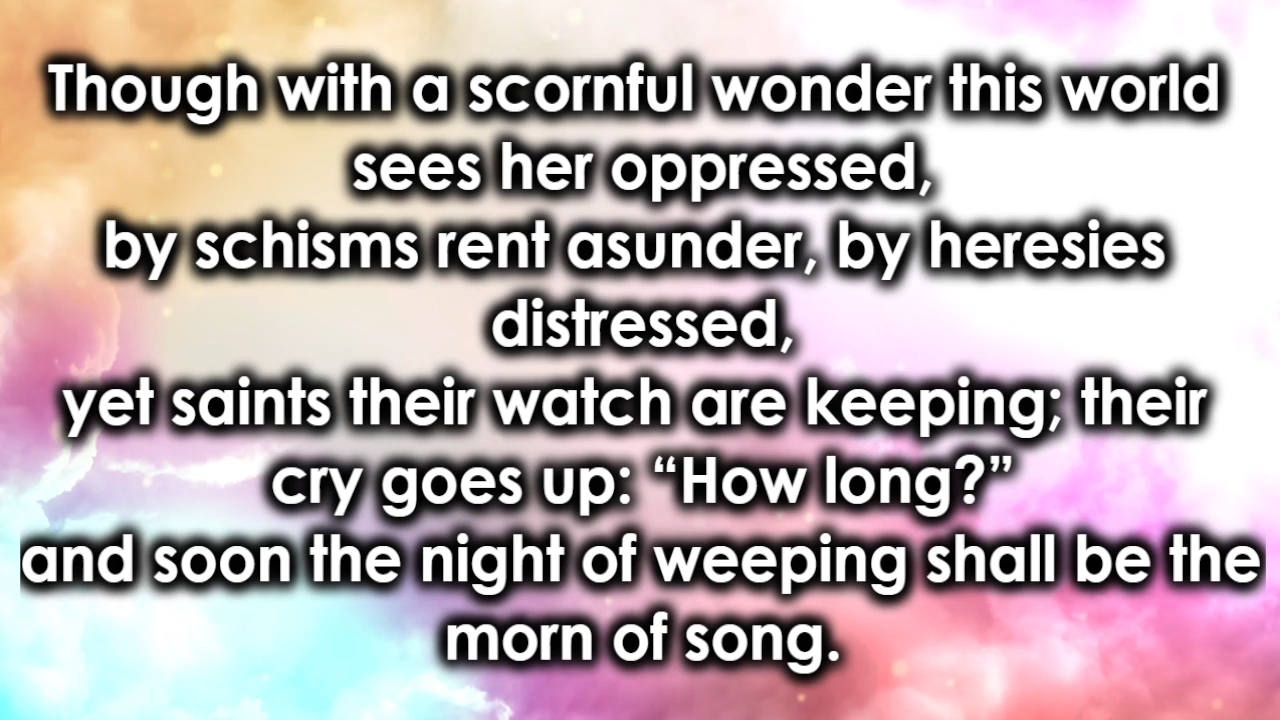 Though with a scornful wonder this world
sees her oppressed,
by schisms rent asunder, by heresies
distressed,
yet saints their watch are keeping; their
cry goes up: “How long?”
and soon the night of weeping shall be the
morn of song.